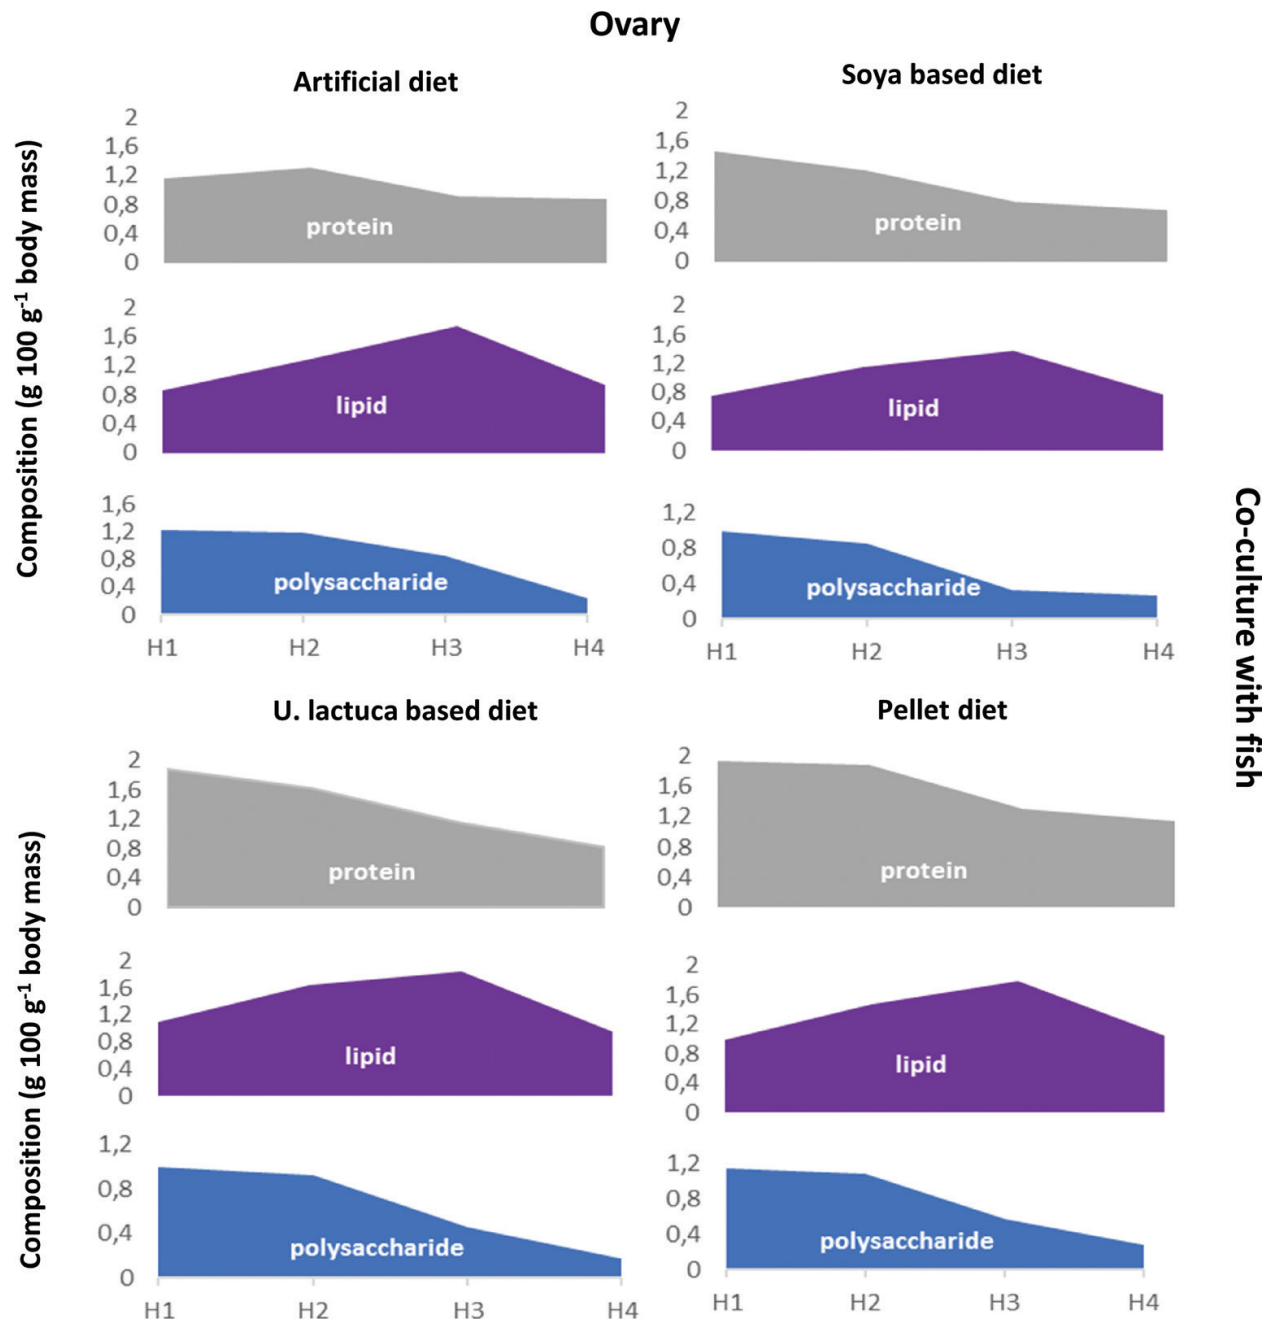 Ovary
Artificial diet
Soya based diet
Composition (g 100 g-1 body mass)
2
1,6
1,2
0,8
0,4
0
protein
2
1,6
1,2
0,8
0,4
0
protein
2
1,6
1,2
0,8
0,4
0
lipid
2
1,6
1,2
0,8
0,4
0
lipid
1,6
1,2
0,8
0,4
0
polysaccharide
H1 H2 H3 H4
1,2
0,8
0,4
0
polysaccharide
H1 H2 H3 H4
Co-culture with fish
U. lactuca based diet
Pellet diet
Composition (g 100 g-1 body mass)
2
1,6
1,2
0,8
0,4
0
protein
2
1,6
1,2
0,8
0,4
0
protein
2
1,6
1,2
0,8
0,4
0
lipid
2
1,6
1,2
0,8
0,4
0
lipid
1,2
0,8
0,4
0
polysaccharide
H1 H2 H3 H4
1,2
0,8
0,4
0
polysaccharide
H1 H2 H3 H4